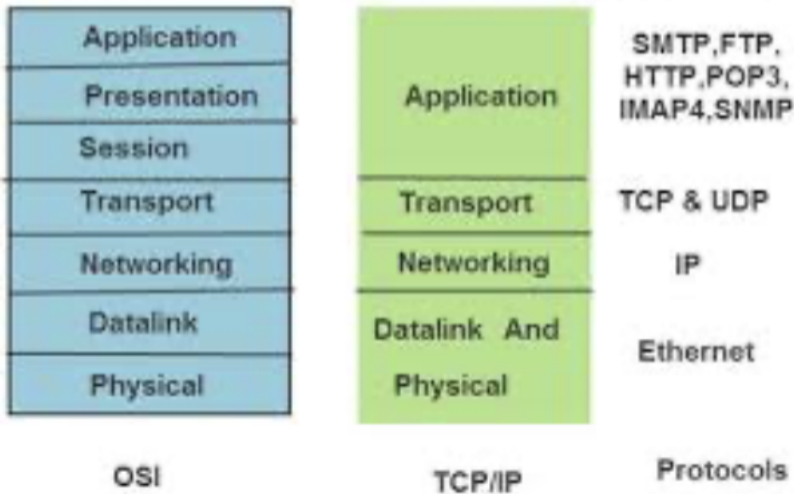 Application
Presentation
Session
Transport
Networking
Datalink
Physical
OSI
Application
Transport
Networking
Datalink And
Physical
TCP/IP
SMTP,FTP,
HTTP,POP3,
IMAP4,SNMP
TCP & UDP
IP
Ethernet
Protocols